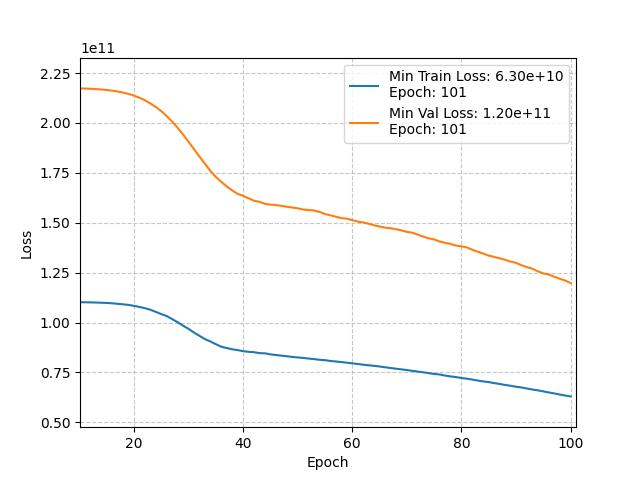 1e11
2.25
2.00
1.75
1.50
1.25
1.00
0.75
0.50
Loss
Min Train Loss: 6.30e+10
Epoch: 101
Min Val Loss: 1.20e+11
Epoch: 101
20
40
60
80
100
Epoch